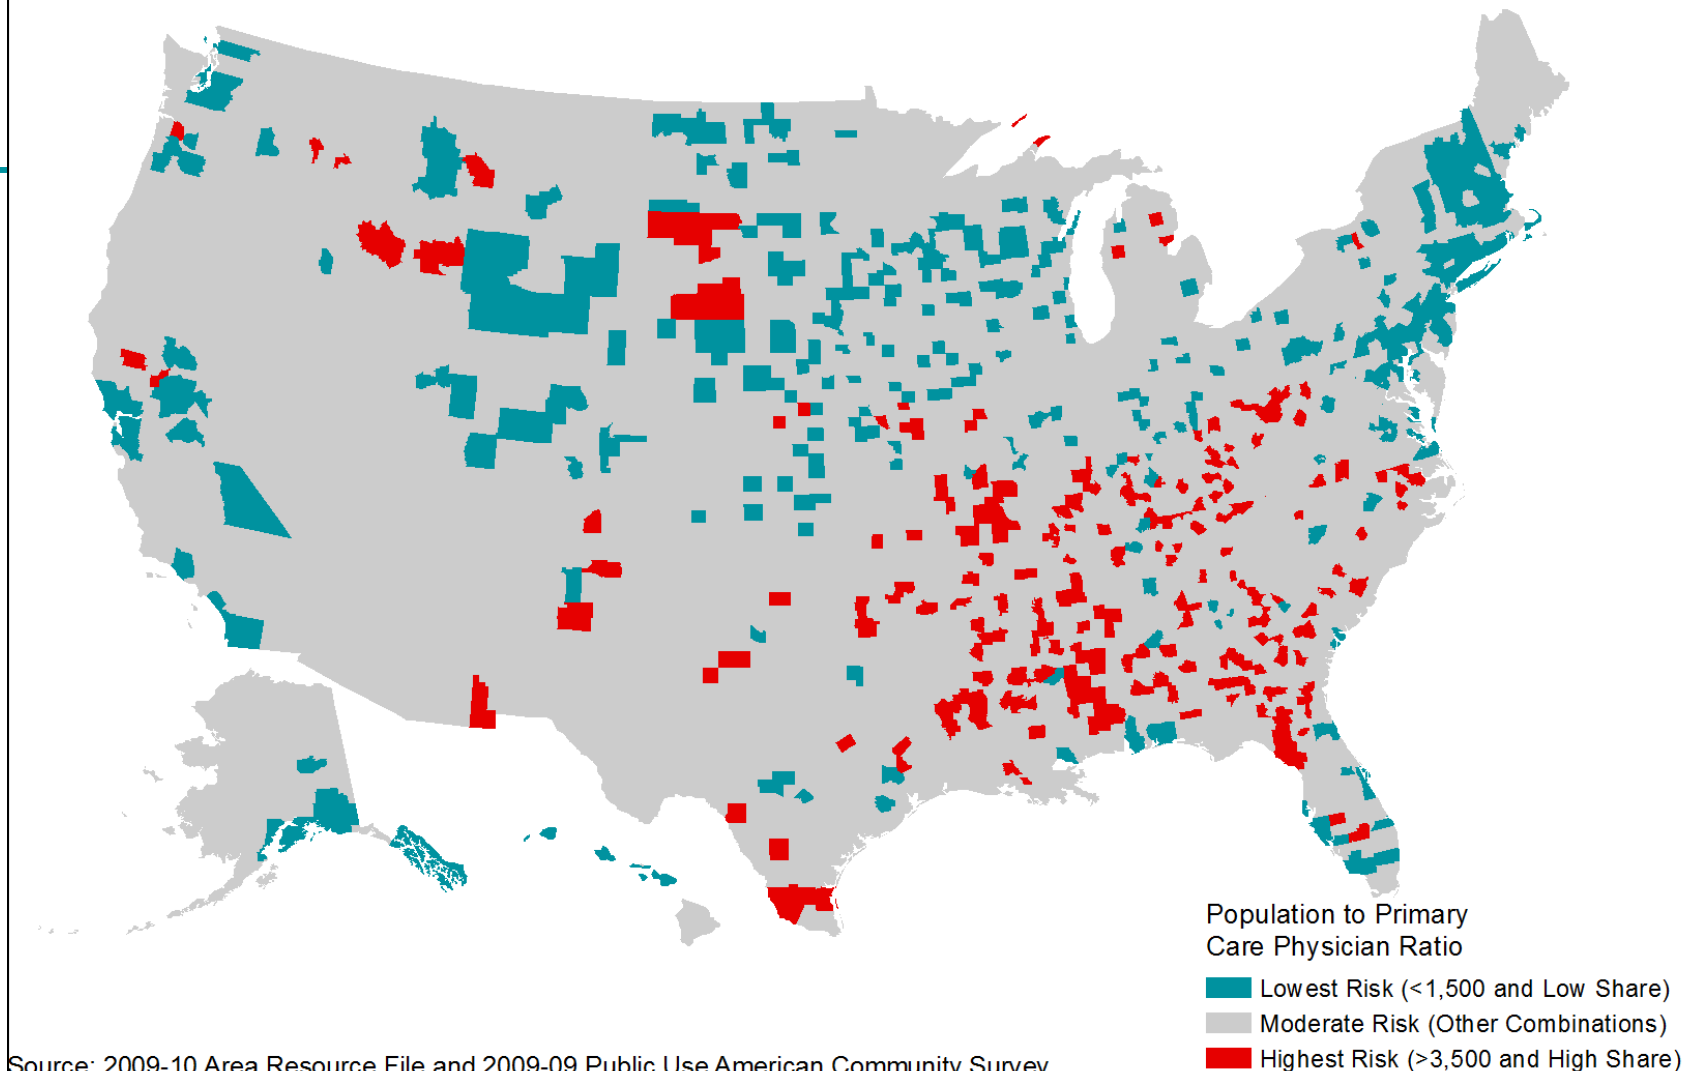 Population to Primary
Care Physician Ratio
Lowest Risk (<1,500 and Low Share)
Moderate Risk (Other Combinations)
Highest Risk (>3,500 and High Share)
Source: 2009-10 Area Resource File and 2009-09 Public Use American Community Survey